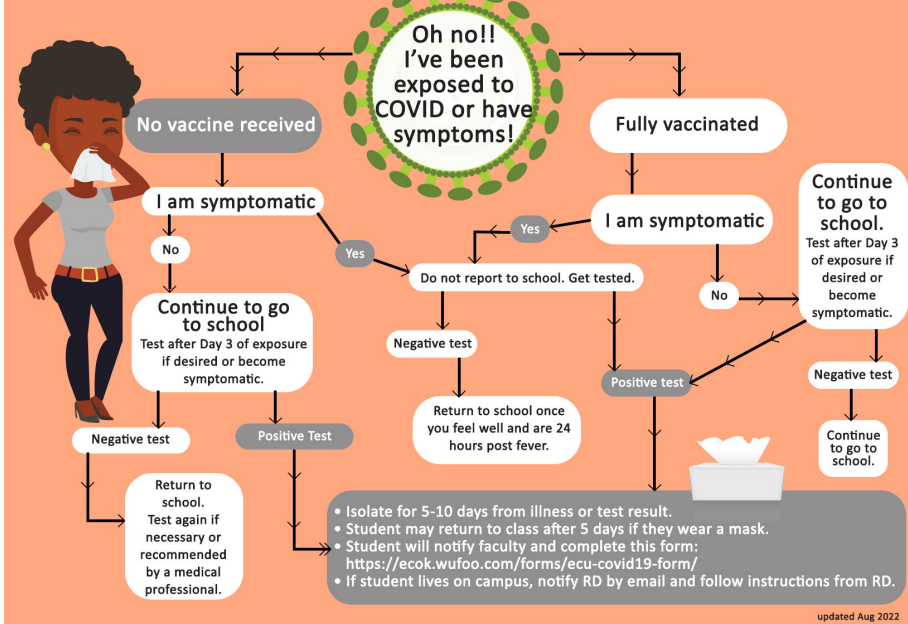 Oh no!!
I've been
exposed to
COVID or have
symptoms!
No vaccine received
I am symptomatic
No
Yes
Continue to go
to school
Test after Day 3 of exposure
if desired or become
symptomatic.
Negative test
Positive Test
Return to
school.
Test again if
necessary or
recommended
by a medical
professional.
Fully vaccinated
I am symptomatic
Yes
No
Do not report to school. Get tested.
Negative test
Return to school once
you feel well and are 24
hours post fever.
Positive test
Continue
to go to
school.
Test after Day 3
of exposure if
desired or
become
symptomatic.
Negative test
Continue
to go to
school.
• Isolate for 5-10 days from illness or test result.
• Student may return to class after 5 days if they wear a mask.
• Student will notify faculty and complete this form:
https://ecok.wufoo.com/forms/ecu-covid19-form/
• If student lives on campus, notify RD by email and follow instructions from RD.
updated Aug 2022